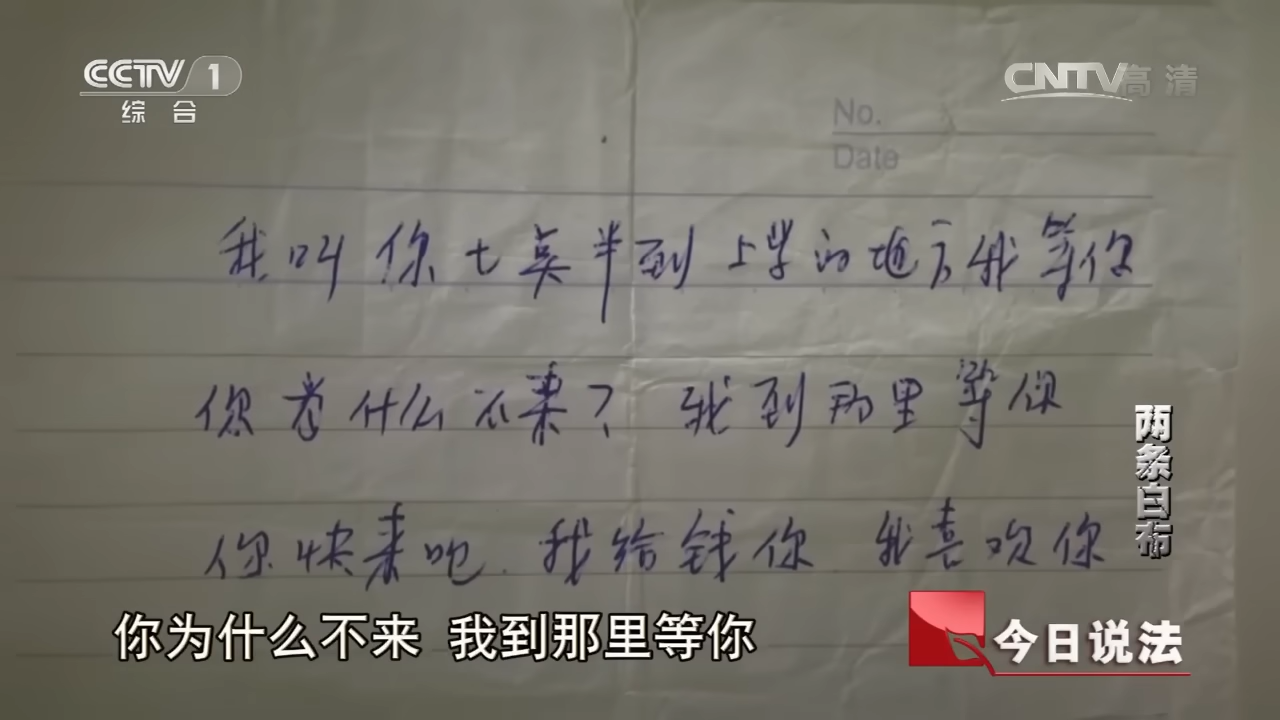 CCTV 1
综合
CNTV高清
No.
Date
我叫你七点半到上学的地方我等你
你为什么不来？我到那里等你
你快来吧.我给钱你 我喜欢你
两条白布
你为什么不来 我到那里等你
今日说法